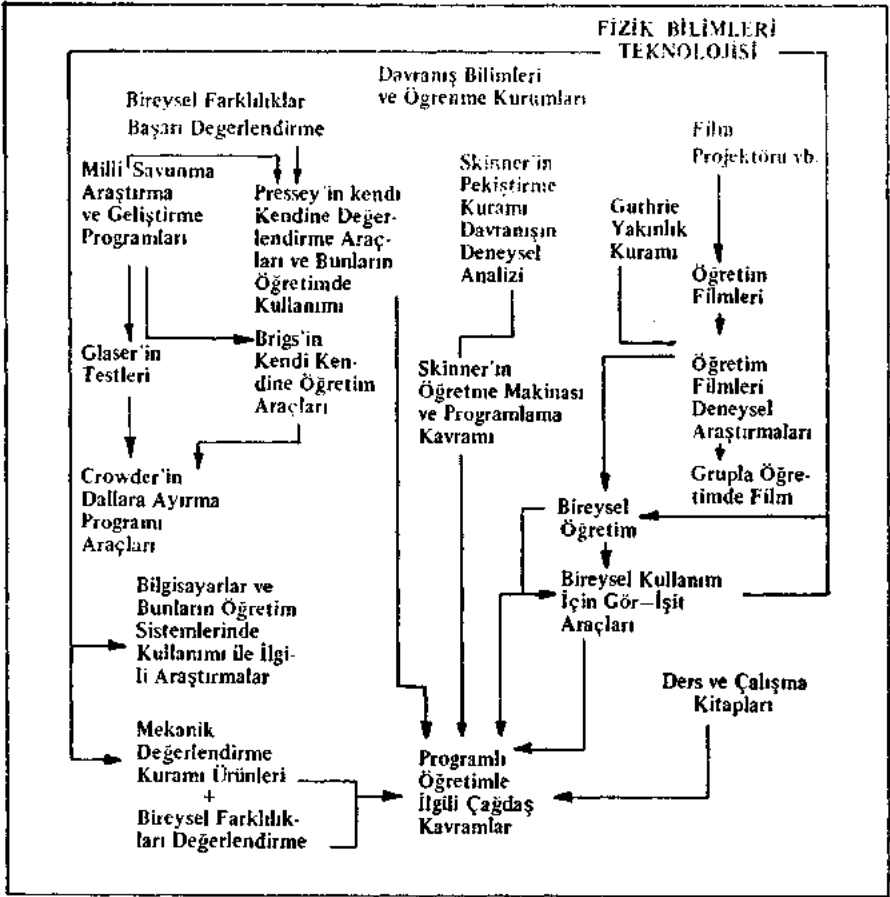 FİZİK BİLİMLERİ
TEKNOLOJİSİ
Davranış Bilimleri
ve Öğrenme Kurumları
Bireysel Farklılıklar
Başarı Degerlendirme
Film
Projektörü vb.
Milli Savunma
Araştırma
ve Geliştirme
Programları
Pressey'in kendi
Kendine Değer-
lendirme Araç-
ları ve Bunların
Öğretimde
Kullanımı
Skinner'in
Pekiştirme
Kuramı
Davranışın
Deneysel
Analizi
Guthrie
Yakınlık
Kuramı
Öğretim
Filmleri
Glaser'in
Testleri
Brigs'in
Kendi Ken-
dine Öğretim
Araçları
Skinner'ın
Öğretme Makinası
ve Programlama
Kavramı
Öğretim
Filmleri
Deneysel
Araştırmaları
Grupla Öğre-
timde Film
Crowder'in
Dallara Ayırma
Programı
Araçları
Bireysel
Öğretim
Bireysel Kullanım
İçin Gör–İşit
Araçları
Bilgisayarlar ve
Bunların Öğretim
Sistemlerinde
Kullanımı ile İlgi-
li Araştırmalar
Ders ve Çalışma
Kitapları
Mekanik
Değerlendirme
Kuramı Ürünleri
+
Bireysel Farklılık-
ları Değerlendirme
Programlı
Öğretimle
İlgili Çağdaş
Kavramlar